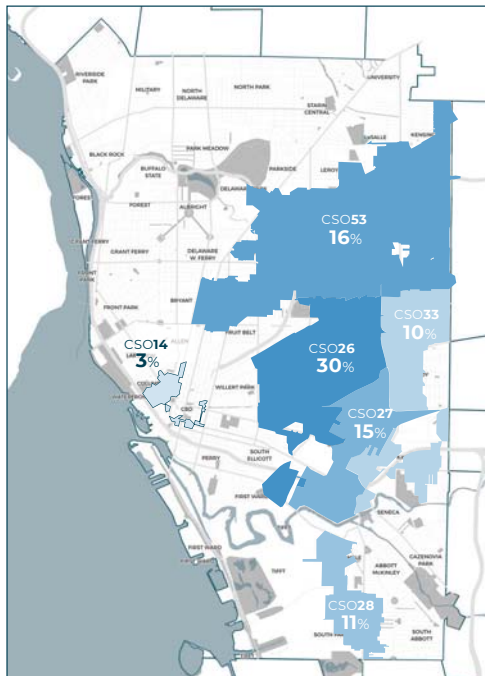 RIVERSIDE
PARK
UNIVERSITY
MILITARY
NORTH
DELAWARE
NORTH PARK
STARIN
CENTRAL
LASALLE
KENSING
BLACK ROCK
PARK MEADOW
BUFFALO
STATE
PARKSIDE
LEROY
DELAWARE
FOREST
FOREST
ALBRIGHT
CSO53
16%
GRANT FERRY
GRANT FERRY
DELAWARE
W. FERRY
FRONT
PARK
BRYANT
FRONT PARK
CSO33
10%
FRUIT BELT
CSO14
3%
ALLEN
CSO26
30%
WILLERT PARK
CBD
CSO27
15%
PERRY
SOUTH
ELLICOTT
FIRST WARD
SENECA
TIFFT
FIRST WARD
CAZENOVIA
PARK
TIFFT
ABBOTT
MCKINLEY
CSO28
11%
SOUTH
ABBOTT